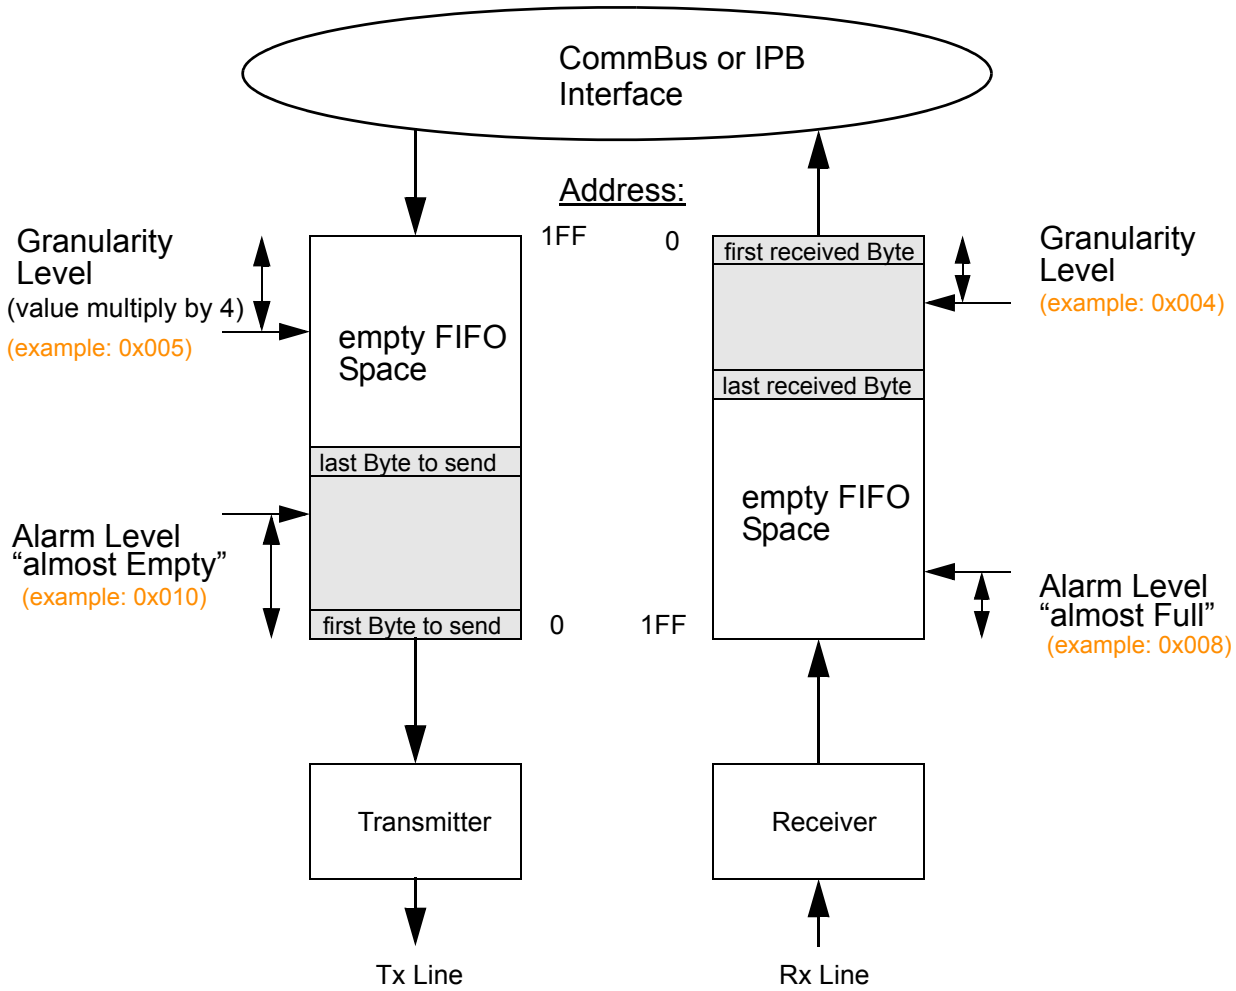 CommBus or IPB
Interface
Address:
Granularity
Level
(value multiply by 4)
(example: 0x005)
1FF
0
first received Byte
Granularity
Level
(example: 0x004)
empty FIFO
Space
last received Byte
last Byte to send
empty FIFO
Space
Alarm Level
“almost Empty”
(example: 0x010)
first Byte to send
0
1FF
Alarm Level
“almost Full”
(example: 0x008)
Transmitter
Receiver
Tx Line
Rx Line